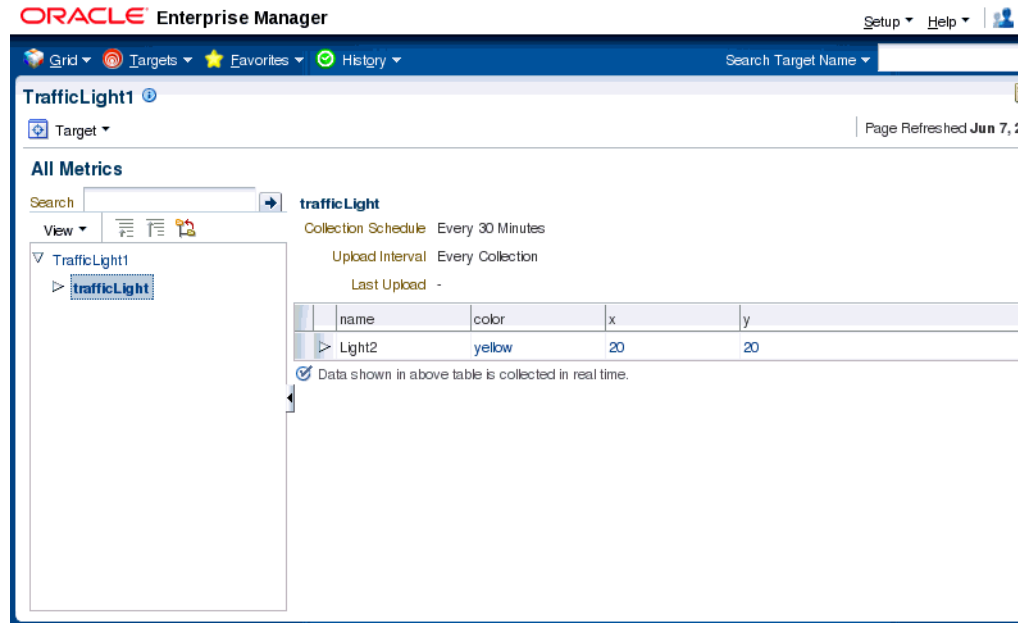 ORACLE Enterprise Manager
Setup Help
Grid Targets Favorites History Search Target Name
TrafficLight1
Target
Page Refreshed Jun 7, 2
All Metrics
Search
View
TrafficLight1
trafficLight
trafficLight
Collection Schedule Every 30 Minutes
Upload Interval Every Collection
Last Upload -
name color x y
Light2 yellow 20 20
Data shown in above table is collected in real time.